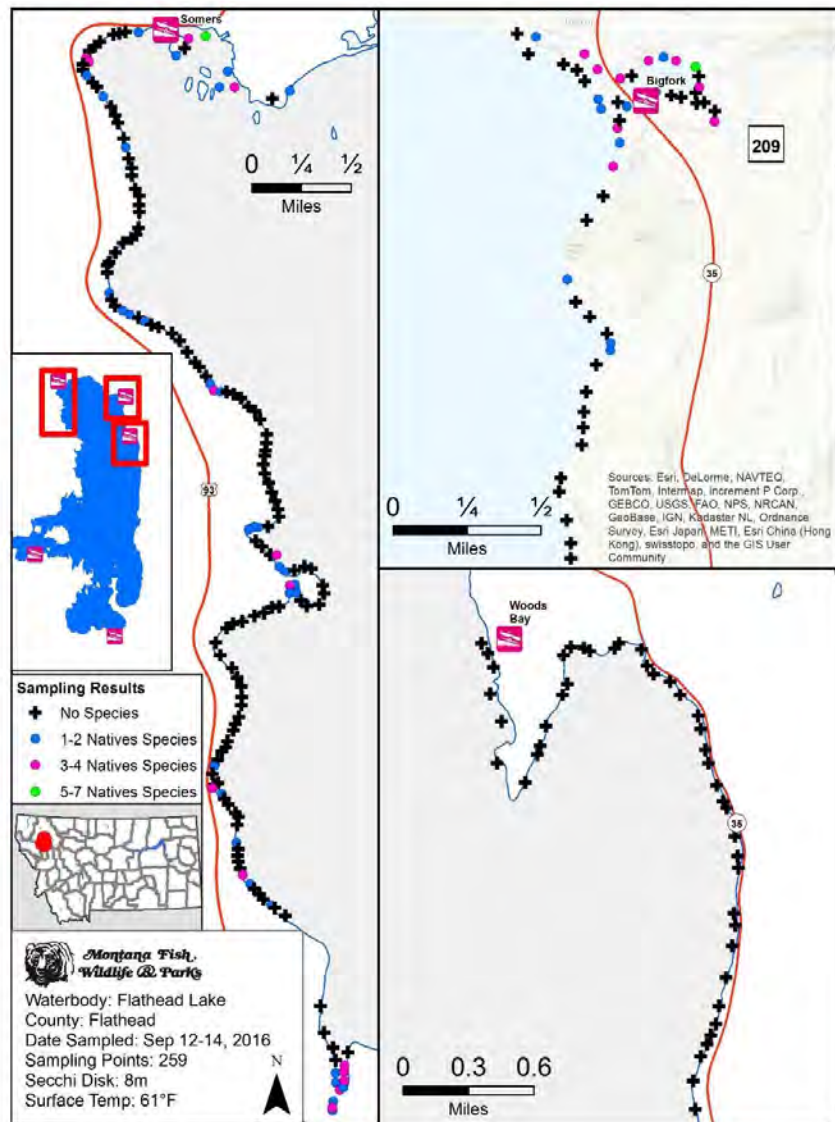 Somers
0 ¼ ½
Miles
93
Sampling Results
No Species
1-2 Natives Species
3-4 Natives Species
5-7 Natives Species
Montana Fish,
Wildlife & Parks
Waterbody: Flathead Lake
County: Flathead
Date Sampled: Sep 12-14, 2016
Sampling Points: 259
Secchi Disk: 8m
Surface Temp: 61°F
N
Bigfork
209
35
0 ¼ ½
Miles
Sources: Esri, DeLorme, NAVTEQ,
TomTom, Intermap, increment P Corp.,
GEBCO, USGS, FAO, NPS, NRCAN,
GeoBase, IGN, Kadaster NL, Ordnance
Survey, Esri Japan, METI, Esri China (Hong
Kong), swisstopo, and the GIS User
Community
Woods
Bay
35
0 0.3 0.6
Miles